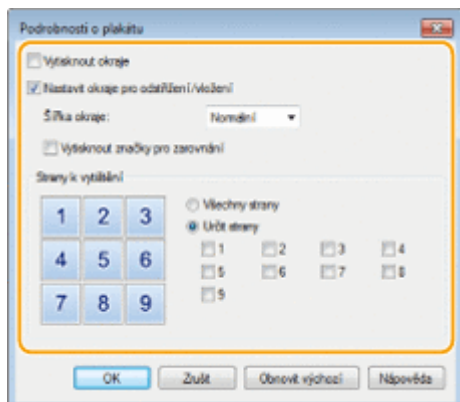 Podrobnosti o plakátu
Vytisknout okraje
Nastavit okraje pro odstřižení/vložení
Šířka okraje: Normální
Vytisknout značky pro zarovnání
Strany k vytištění
1 2 3
4 5 6
7 8 9
Všechny strany
Určit strany
1 2 3 4
5 6 7 8
9
OK Zrušit Obnovit výchozí Nápověda